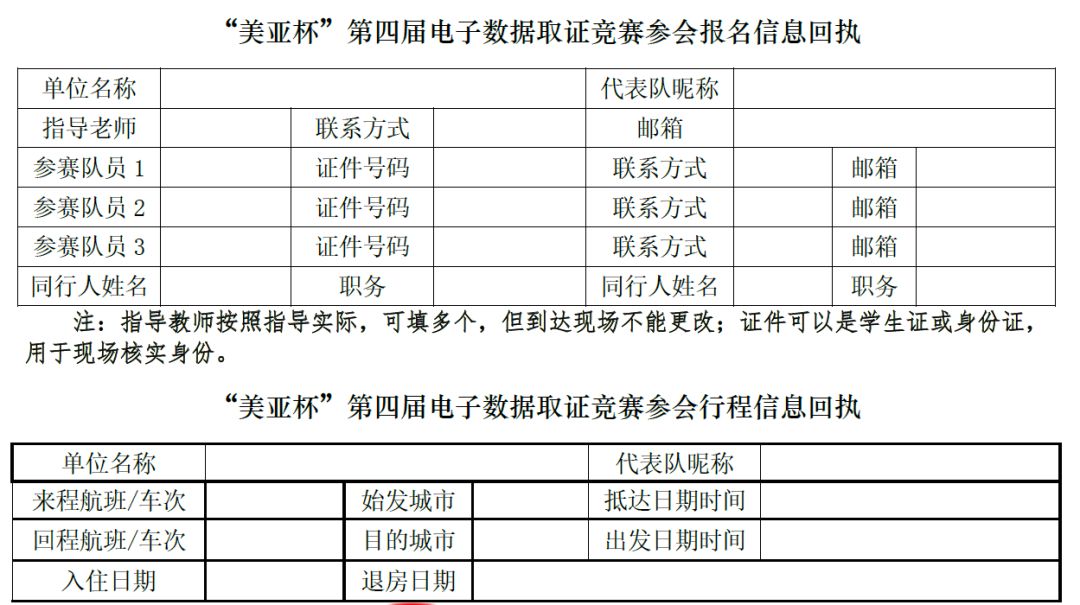 “美亚杯”第四届电子数据取证竞赛参会报名信息回执
单位名称 代表队昵称
指导老师 联系方式 邮箱
参赛队员 1 证件号码 联系方式 邮箱
参赛队员 2 证件号码 联系方式 邮箱
参赛队员 3 证件号码 联系方式 邮箱
同行人姓名 职务 同行人姓名 职务
注：指导教师按照指导实际，可填多个，但到达现场不能更改；证件可以是学生证或身份证，
用于现场核实身份。
“美亚杯”第四届电子数据取证竞赛参会行程信息回执
单位名称 代表队昵称
来程航班/车次 始发城市 抵达日期时间
回程航班/车次 目的城市 出发日期时间
入住日期 退房日期